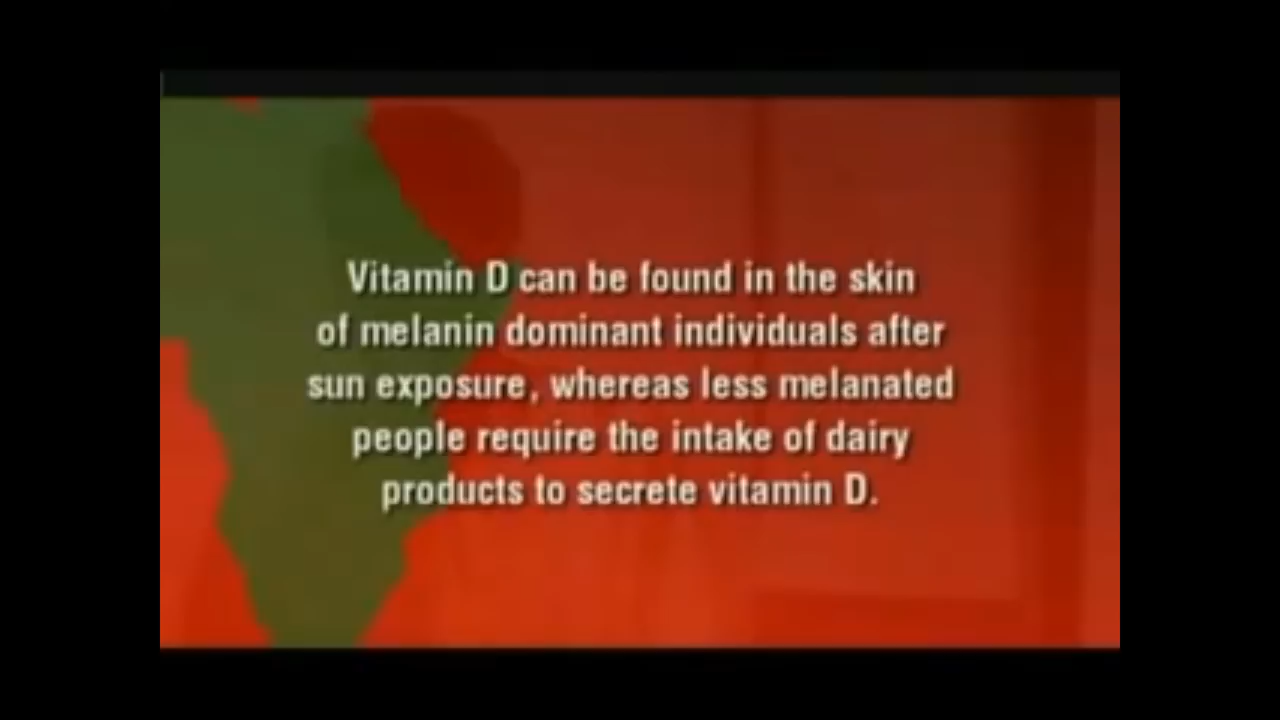 Vitamin D can be found in the skin
of melanin dominant individuals after
sun exposure, whereas less melanated
people require the intake of dairy
products to secrete vitamin D.